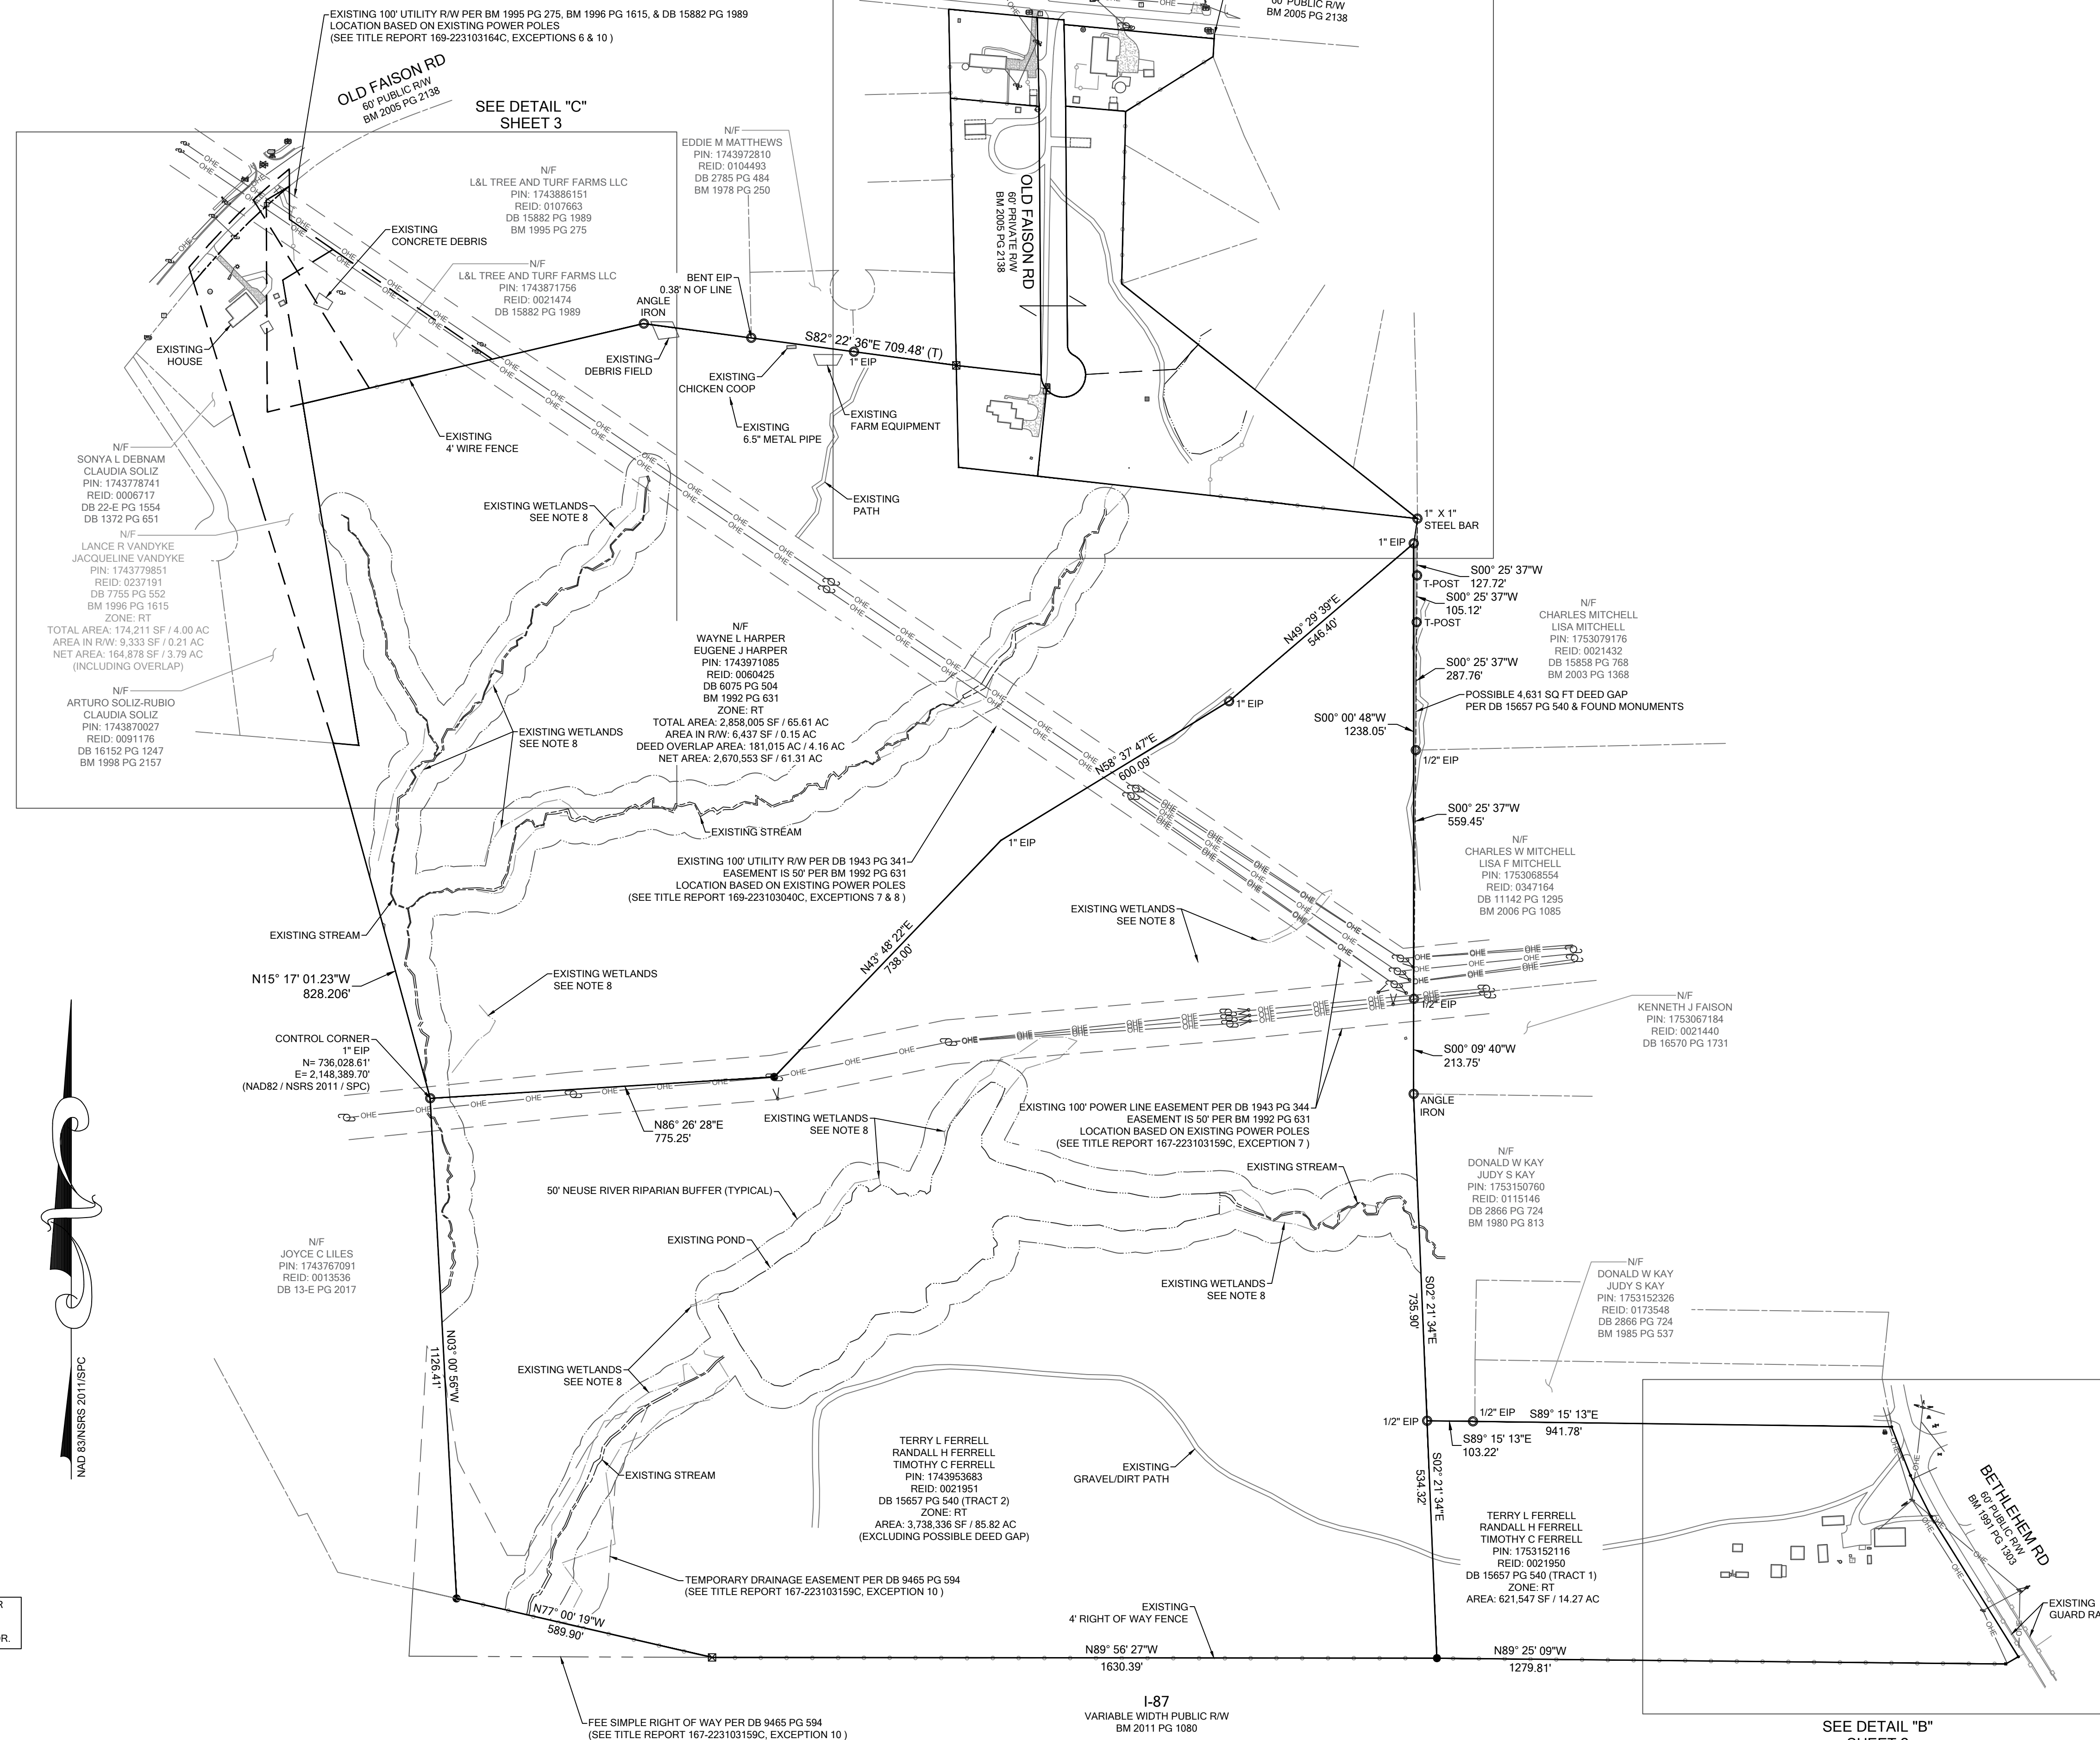 EXISTING 100' UTILITY R/W PER BM 1995 PG 275, BM 1996 PG 1615, & DB 15882 PG 1989
LOCATION BASED ON EXISTING POWER POLES
(SEE TITLE REPORT 169-223103164C, EXCEPTIONS 6 & 10 )
OLD FAISON RD
60' PUBLIC R/W
BM 2005 PG 2138
SEE DETAIL "C"
SHEET 3
60' PUBLIC R/W
BM 2005 PG 2138
N/F
EDDIE M MATTHEWS
PIN: 1743972810
REID: 0104493
DB 2785 PG 484
BM 1978 PG 250
N/F
L&L TREE AND TURF FARMS LLC
PIN: 1743886151
REID: 0107663
DB 15882 PG 1989
BM 1995 PG 275
EXISTING
CONCRETE DEBRIS
N/F
L&L TREE AND TURF FARMS LLC
PIN: 1743871756
REID: 0021474
DB 15882 PG 1989
OLD FAISON RD
60' PRIVATE R/W
BM 2005 PG 2138
BENT EIP
0.38' N OF LINE
ANGLE
IRON
S82° 22' 36"E 709.48' (T)
1" EIP
EXISTING
HOUSE
EXISTING
DEBRIS FIELD
EXISTING
CHICKEN COOP
EXISTING
FARM EQUIPMENT
EXISTING
6.5" METAL PIPE
EXISTING
4' WIRE FENCE
EXISTING
PATH
N/F
SONYA L DEBNAM
CLAUDIA SOLIZ
PIN: 1743778741
REID: 0006717
DB 22-E PG 1554
DB 1372 PG 651
N/F
LANCE R VANDYKE
JACQUELINE VANDYKE
PIN: 1743779851
REID: 0237191
DB 7755 PG 552
BM 1996 PG 1615
ZONE: RT
TOTAL AREA: 174,211 SF / 4.00 AC
AREA IN R/W: 9,333 SF / 0.21 AC
NET AREA: 164,878 SF / 3.79 AC
(INCLUDING OVERLAP)
N/F
ARTURO SOLIZ-RUBIO
CLAUDIA SOLIZ
PIN: 1743870027
REID: 0091176
DB 16152 PG 1247
BM 1998 PG 2157
EXISTING WETLANDS
SEE NOTE 8
1" X 1"
STEEL BAR
1" EIP
S00° 25' 37"W
127.72'
T-POST
S00° 25' 37"W
105.12'
T-POST
N/F
CHARLES MITCHELL
LISA MITCHELL
PIN: 1753079176
REID: 0021432
DB 15858 PG 768
BM 2003 PG 1368
N49° 29' 39"E
546.40'
N/F
WAYNE L HARPER
EUGENE J HARPER
PIN: 1743971085
REID: 0060425
DB 6075 PG 504
BM 1992 PG 631
ZONE: RT
TOTAL AREA: 2,858,005 SF / 65.61 AC
AREA IN R/W: 6,437 SF / 0.15 AC
DEED OVERLAP AREA: 181,015 AC / 4.16 AC
NET AREA: 2,670,553 SF / 61.31 AC
S00° 25' 37"W
287.76'
POSSIBLE 4,631 SQ FT DEED GAP
PER DB 15657 PG 540 & FOUND MONUMENTS
1" EIP
S00° 00' 48"W
1238.05'
EXISTING WETLANDS
SEE NOTE 8
N58° 37' 47"E
600.09'
1/2" EIP
S00° 25' 37"W
559.45'
EXISTING STREAM
1" EIP
N/F
CHARLES W MITCHELL
LISA F MITCHELL
PIN: 1753068554
REID: 0347164
DB 11142 PG 1295
BM 2006 PG 1085
EXISTING 100' UTILITY R/W PER DB 1943 PG 341
EASEMENT IS 50' PER BM 1992 PG 631
LOCATION BASED ON EXISTING POWER POLES
(SEE TITLE REPORT 169-223103040C, EXCEPTIONS 7 & 8 )
EXISTING WETLANDS
SEE NOTE 8
EXISTING STREAM
N43° 48' 22"E
738.00'
N15° 17' 01.23"W
828.206'
EXISTING WETLANDS
SEE NOTE 8
1/2" EIP
N/F
KENNETH J FAISON
PIN: 1753067184
REID: 0021440
DB 16570 PG 1731
CONTROL CORNER
1" EIP
N= 736,028.61'
E= 2,148,389.70'
(NAD82 / NSRS 2011 / SPC)
S00° 09' 40"W
213.75'
ANGLE
IRON
N86° 26' 28"E
775.25'
EXISTING WETLANDS
SEE NOTE 8
EXISTING 100' POWER LINE EASEMENT PER DB 1943 PG 344
EASEMENT IS 50' PER BM 1992 PG 631
LOCATION BASED ON EXISTING POWER POLES
(SEE TITLE REPORT 167-223103159C, EXCEPTION 7 )
50' NEUSE RIVER RIPARIAN BUFFER (TYPICAL)
EXISTING STREAM
N/F
DONALD W KAY
JUDY S KAY
PIN: 1753150760
REID: 0115146
DB 2866 PG 724
BM 1980 PG 813
EXISTING POND
N/F
JOYCE C LILES
PIN: 1743767091
REID: 0013536
DB 13-E PG 2017
EXISTING WETLANDS
SEE NOTE 8
N/F
DONALD W KAY
JUDY S KAY
PIN: 1753152326
REID: 0173548
DB 2866 PG 724
BM 1985 PG 537
S02° 21' 34"E
735.90'
N03° 00' 56"W
1126.41'
NAD 83/NSRS 2011/SPC
EXISTING WETLANDS
SEE NOTE 8
1/2" EIP
1/2" EIP
S89° 15' 13"E
941.78'
S89° 15' 13"E
103.22'
TERRY L FERRELL
RANDALL H FERRELL
TIMOTHY C FERRELL
PIN: 1743953683
REID: 0021951
DB 15657 PG 540 (TRACT 2)
ZONE: RT
AREA: 3,738,336 SF / 85.82 AC
(EXCLUDING POSSIBLE DEED GAP)
EXISTING
GRAVEL/DIRT PATH
EXISTING STREAM
S02° 21' 34"E
534.32'
BETHLEHEM RD
60' PUBLIC R/W
BM 1991 PG 1303
TERRY L FERRELL
RANDALL H FERRELL
TIMOTHY C FERRELL
PIN: 1753152116
REID: 0021950
DB 15657 PG 540 (TRACT 1)
ZONE: RT
AREA: 621,547 SF / 14.27 AC
TEMPORARY DRAINAGE EASEMENT PER DB 9465 PG 594
(SEE TITLE REPORT 167-223103159C, EXCEPTION 10 )
N77° 00' 19"W
589.90'
EXISTING
4' RIGHT OF WAY FENCE
EXISTING
GUARD RA
N89° 56' 27"W
1630.39'
N89° 25' 09"W
1279.81'
I-87
VARIABLE WIDTH PUBLIC R/W
BM 2011 PG 1080
FEE SIMPLE RIGHT OF WAY PER DB 9465 PG 594
(SEE TITLE REPORT 167-223103159C, EXCEPTION 10 )
SEE DETAIL "B"